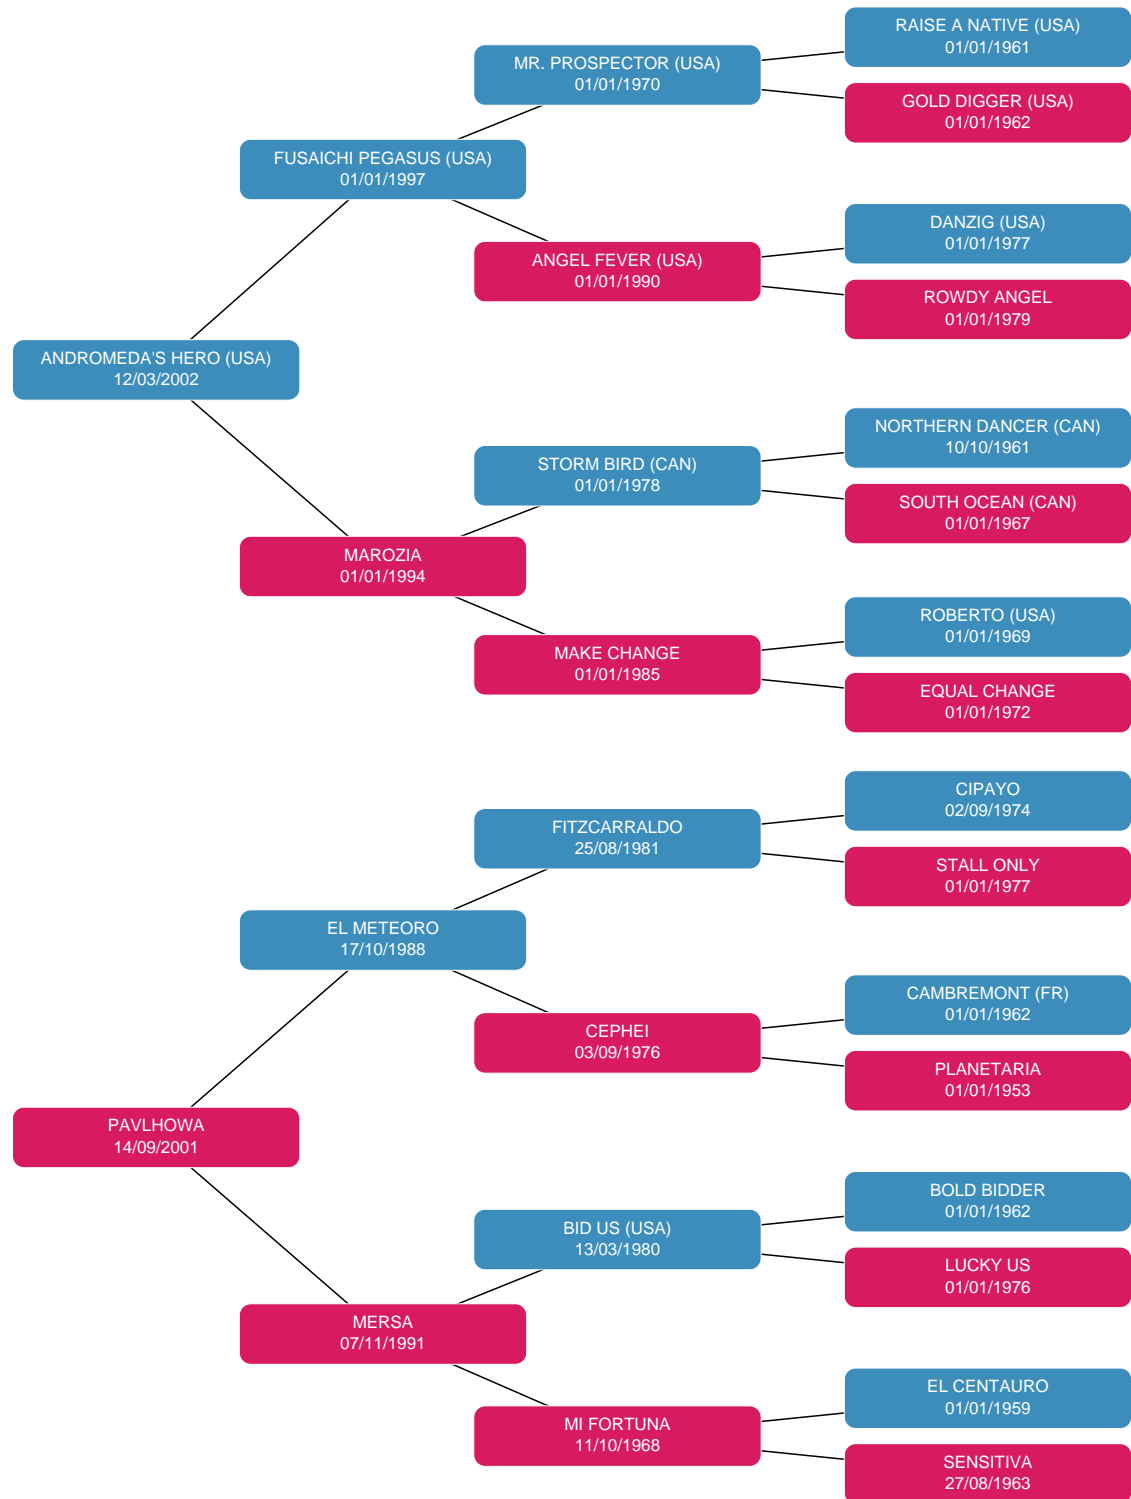 RAISE A NATIVE (USA)
01/01/1961
MR. PROSPECTOR (USA)
01/01/1970
GOLD DIGGER (USA)
01/01/1962
FUSAICHI PEGASUS (USA)
01/01/1997
DANZIG (USA)
01/01/1977
ANGEL FEVER (USA)
01/01/1990
ROWDY ANGEL
01/01/1979
ANDROMEDA'S HERO (USA)
12/03/2002
NORTHERN DANCER (CAN)
10/10/1961
STORM BIRD (CAN)
01/01/1978
SOUTH OCEAN (CAN)
01/01/1967
MAROZIA
01/01/1994
ROBERTO (USA)
01/01/1969
MAKE CHANGE
01/01/1985
EQUAL CHANGE
01/01/1972
CIPAYO
02/09/1974
FITZCARRALDO
25/08/1981
STALL ONLY
01/01/1977
EL METEORO
17/10/1988
CAMBREMONT (FR)
01/01/1962
CEPHEI
03/09/1976
PLANETARIA
01/01/1953
PAVLHOWA
14/09/2001
BOLD BIDDER
01/01/1962
BID US (USA)
13/03/1980
LUCKY US
01/01/1976
MERSA
07/11/1991
EL CENTAURO
01/01/1959
MI FORTUNA
11/10/1968
SENSITIVA
27/08/1963